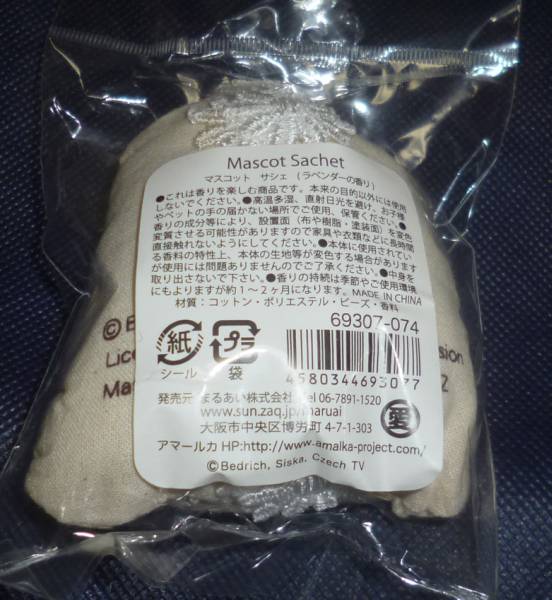 Mascot Sachet
マスコット サシェ (ラベンダーの香り)
●これは香りを楽しむ商品です。本来の目的以外には使用
しないでください。●高温多湿、直射日光を避け、お子様
やペットの手の届かない場所でご使用、保管ください。●
香りの成分等により、設置面(布や樹脂・塗装面)を変色
変質させる可能性がありますので家具や衣類などに長時間
直接触れないようにしてください。●本体に使用されてい
る香料の特性上、本体の生地等が変色する場合があります
が使用には問題ありませんのでご了承ください。●中身を
取り出さないで下さい。●香りの持続は季節やご使用環境
にもよりますが約1〜2ヶ月になります。MADE IN CHINA
材質:コットン・ポリエステル・ビーズ・香料
69307-074
紙
シール
プラ
袋
4580344693077
発売元 まるあい株式会社 Tel 06-7891-1520
www.sun.zaq.jp/maruai
大阪市中央区博労町 4-7-1-303
アマールカ HP:http://www.amalka-project.com/
©Bedrich, Siska, Czech TV
© B
Lice
Ma
sion
Z